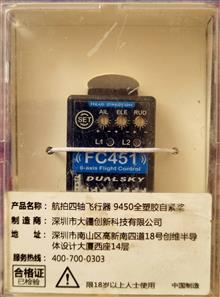 HEAD DIRECTION
AIL ELE RUD
SET
L1 L2
FC451
6-axis Flight Control
DUALSKY
产品名称: 航拍四轴飞行器 9450全塑胶自紧桨
制造商: 深圳市大疆创新科技有限公司
地 址: 深圳市南山区高新南四道18号创维半导
体设计大厦西座14层
服务热线: 400-700-0303
合格证
已检验
限18岁以上人士使用
中国制造